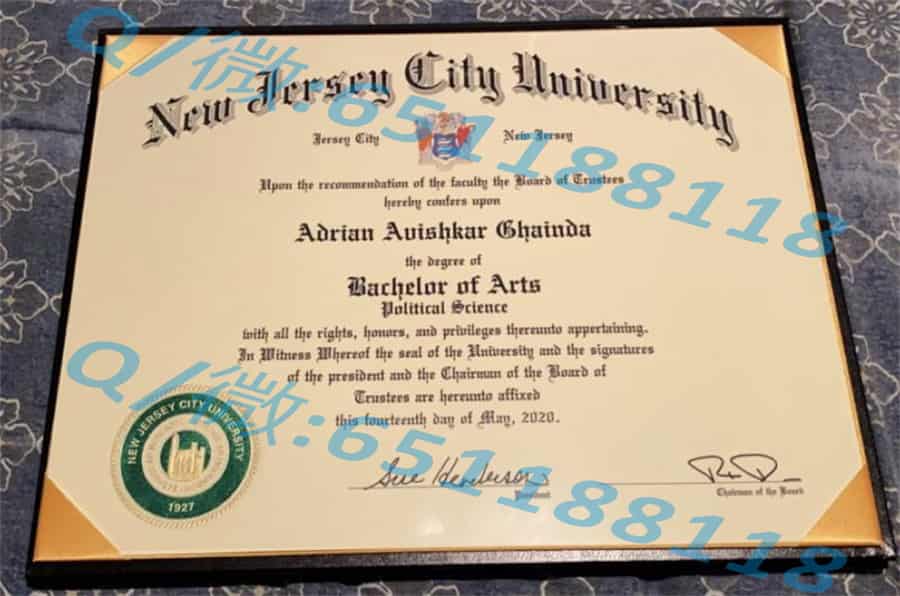 Q/微:651188118
New Jersey City University
Jersey City New Jersey
Upon the recommendation of the faculty the Board of Trustees
hereby confers upon
Adrian Avishkar Ghainda
the degree of
Bachelor of Arts
Political Science
with all the rights, honors, and privileges thereunto appertaining.
In Witness Whereof the seal of the University and the signatures
of the president and the Chairman of the Board of
Trustees are hereunto affixed
this fourteenth day of May, 2020.
Q/微:651188118
NEW JERSEY CITY UNIVERSITY
1927
Sue Henderson
President
Chairman of the Board